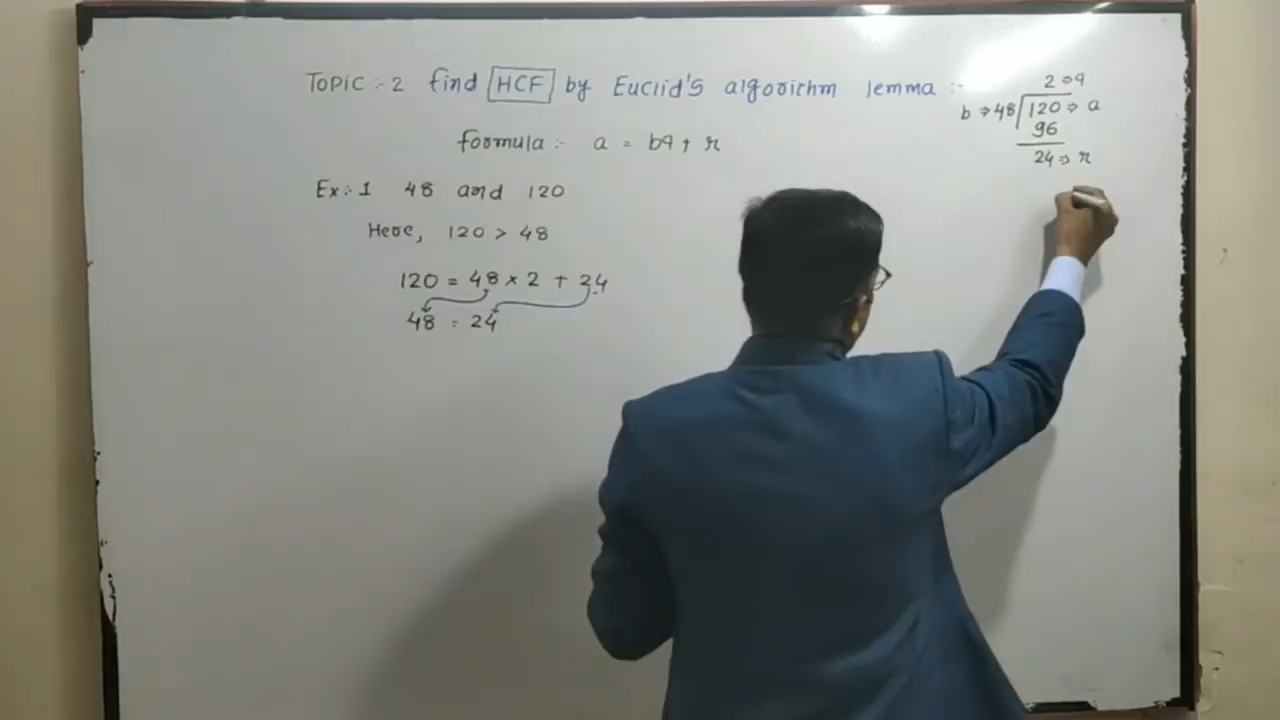 TOPIC :- 2 find HCF by Euclid's algorithm lemma :-
formula :- a = bq + r
Ex :- 1 48 and 120
Here, 120 > 48
120 = 48 × 2 + 24
48 = 24
2 ⇒ q
b ⇒ 48 120 ⇒ a
96
24 ⇒ r